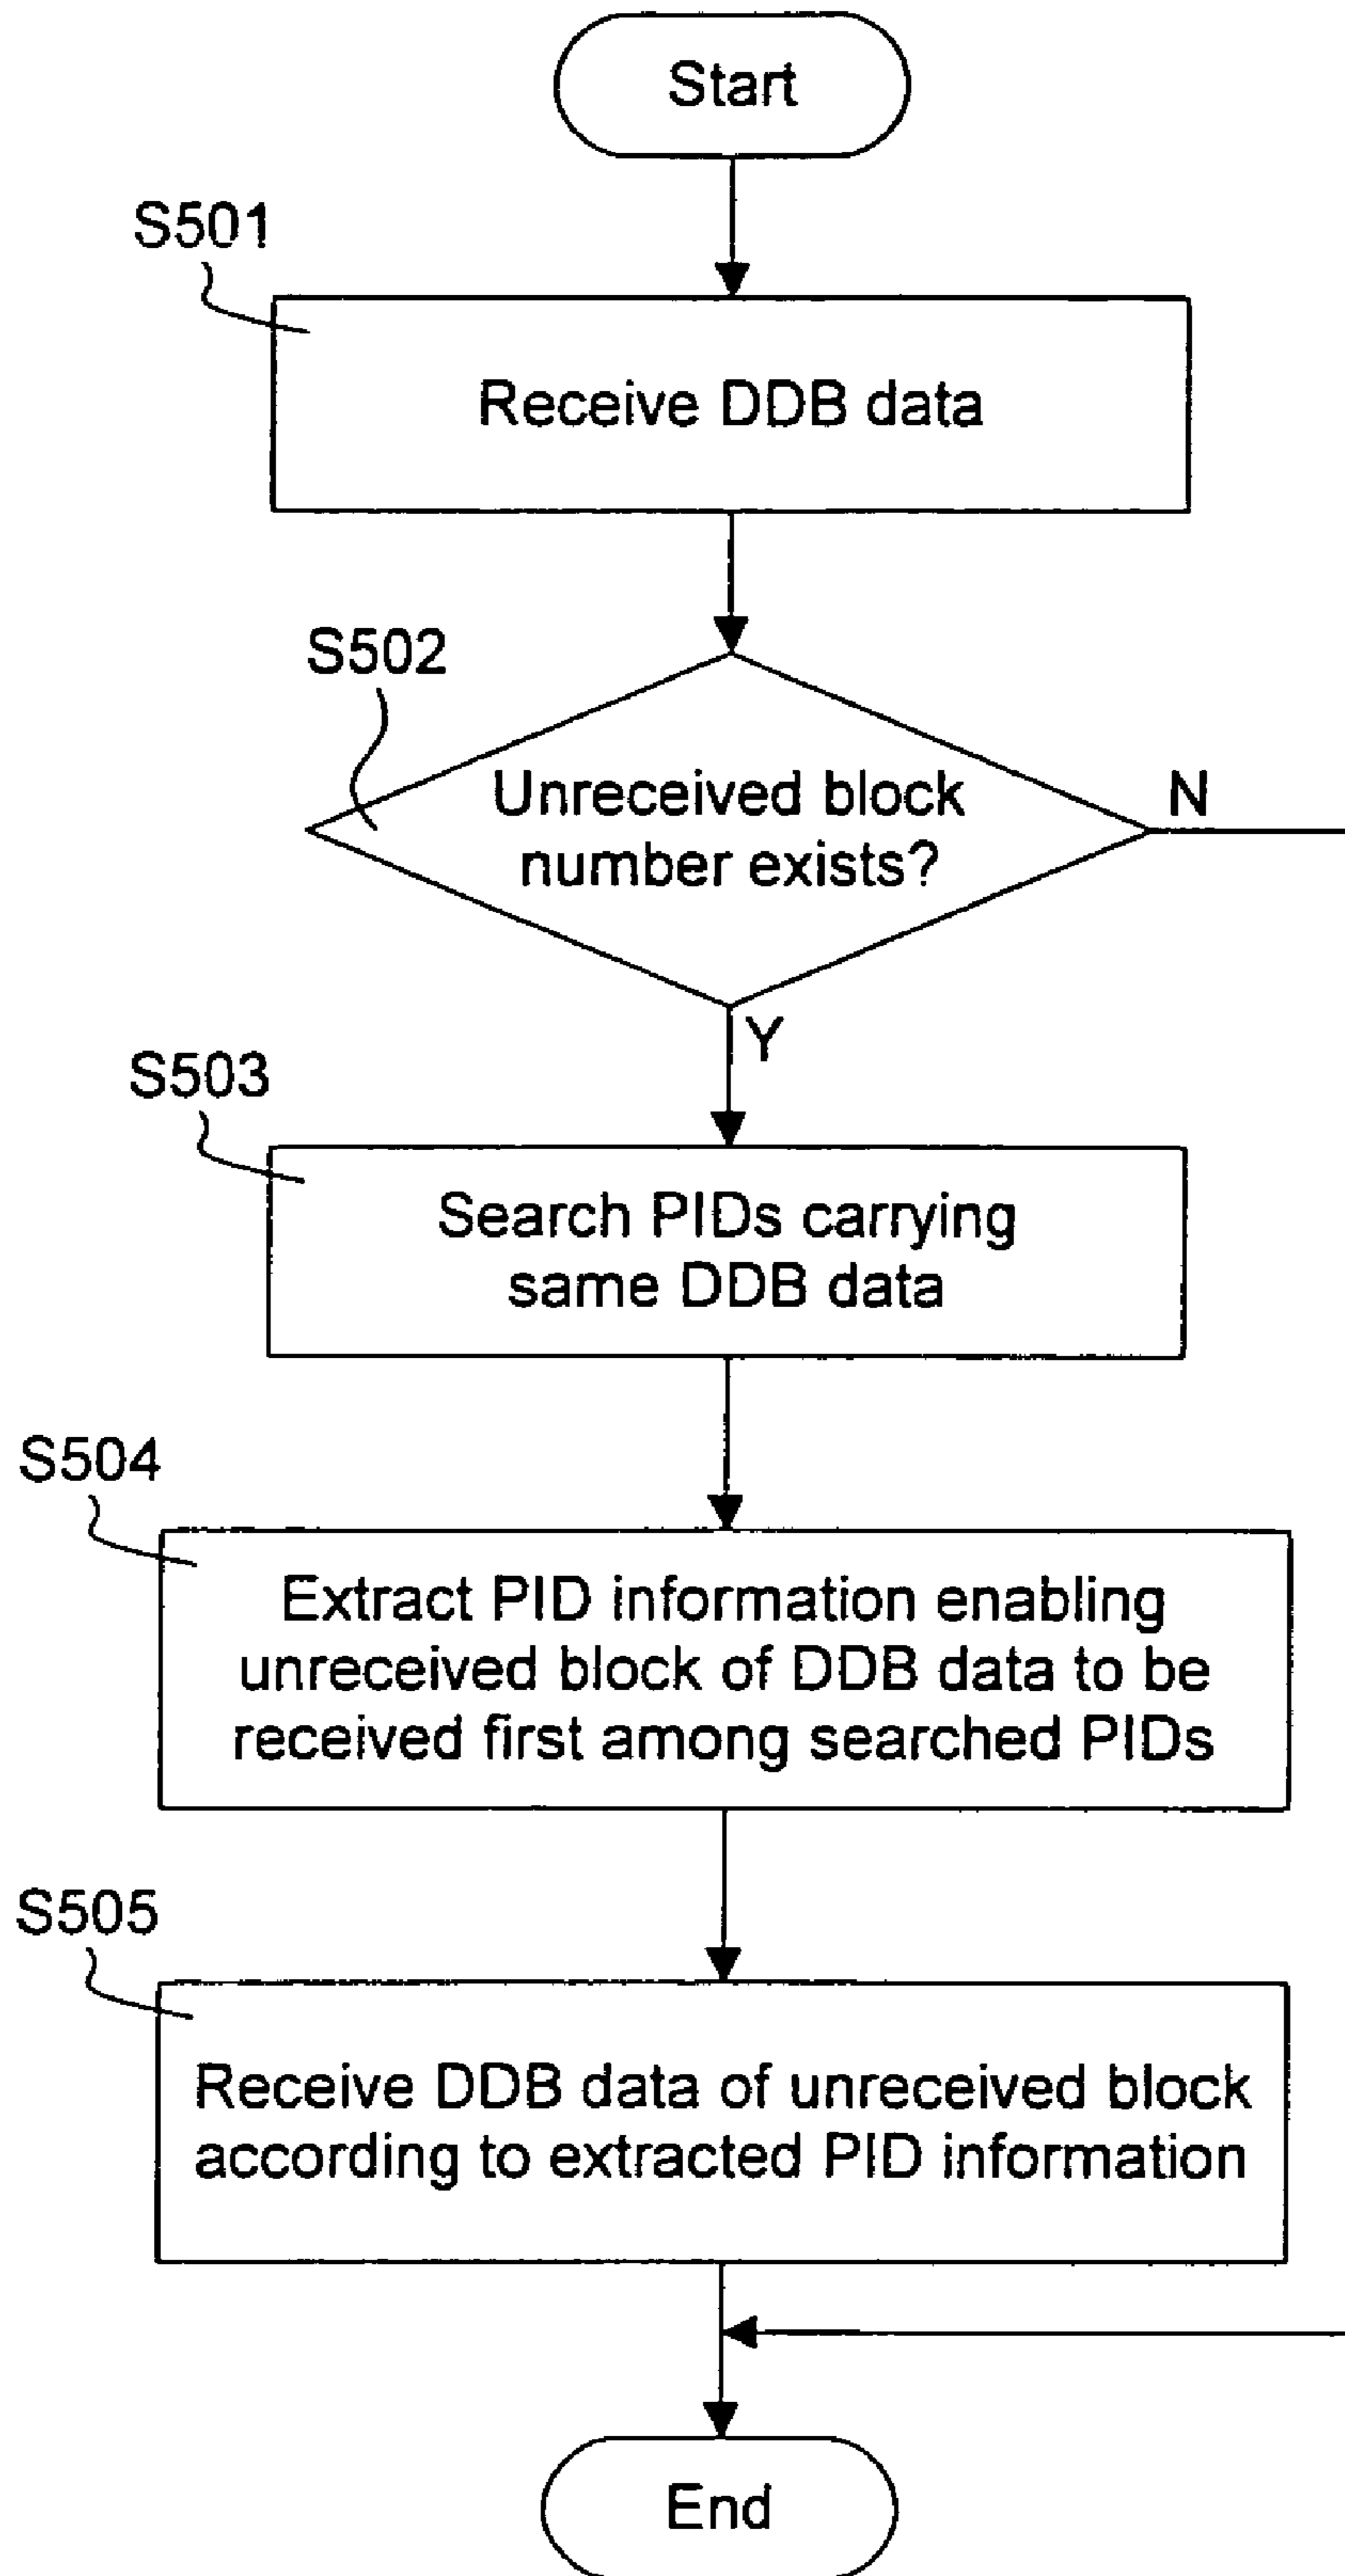 Start
S501
Receive DDB data
S502
Unreceived block
number exists?
N
Y
S503
Search PIDs carrying
same DDB data
S504
Extract PID information enabling
unreceived block of DDB data to be
received first among searched PIDs
S505
Receive DDB data of unreceived block
according to extracted PID information
End